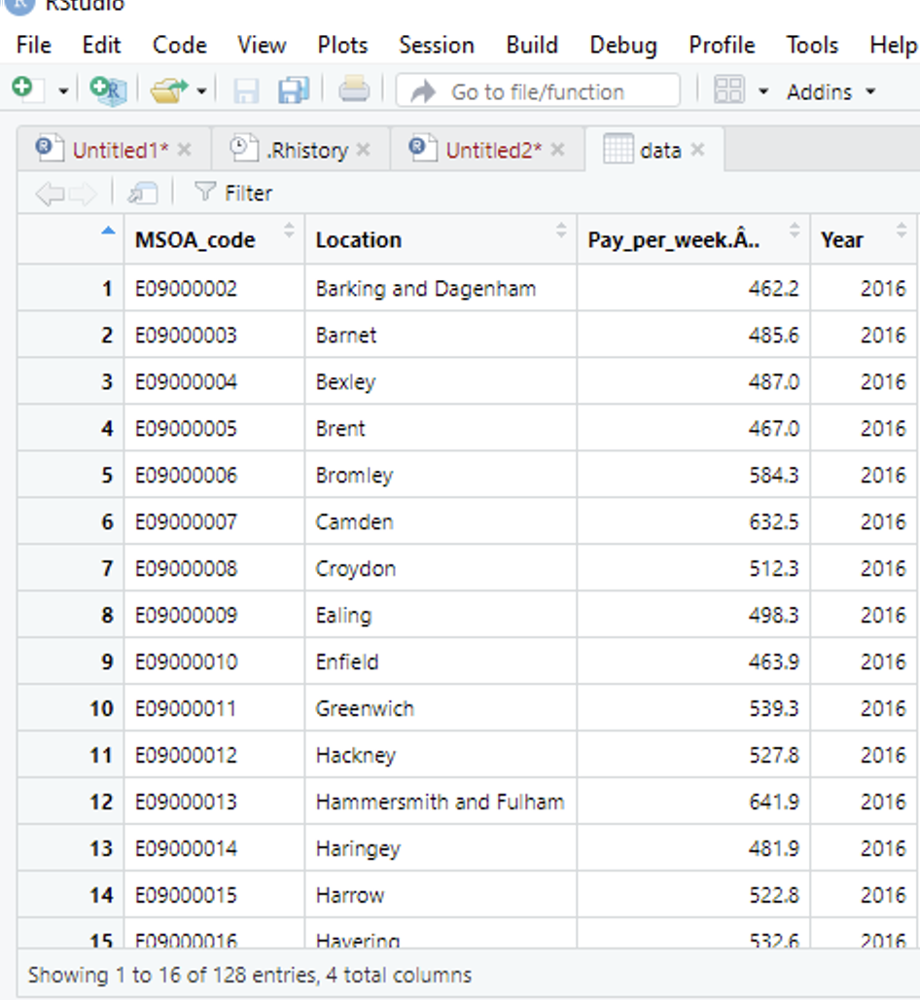 RStudio
File Edit Code View Plots Session Build Debug Profile Tools Help
Go to file/function Addins
Untitled1* .Rhistory Untitled2* data
Filter
MSOA_code Location Pay_per_week.Â.. Year
1 E09000002 Barking and Dagenham 462.2 2016
2 E09000003 Barnet 485.6 2016
3 E09000004 Bexley 487.0 2016
4 E09000005 Brent 467.0 2016
5 E09000006 Bromley 584.3 2016
6 E09000007 Camden 632.5 2016
7 E09000008 Croydon 512.3 2016
8 E09000009 Ealing 498.3 2016
9 E09000010 Enfield 463.9 2016
10 E09000011 Greenwich 539.3 2016
11 E09000012 Hackney 527.8 2016
12 E09000013 Hammersmith and Fulham 641.9 2016
13 E09000014 Haringey 481.9 2016
14 E09000015 Harrow 522.8 2016
15 E09000016 Havering 532.6 2016
Showing 1 to 16 of 128 entries, 4 total columns